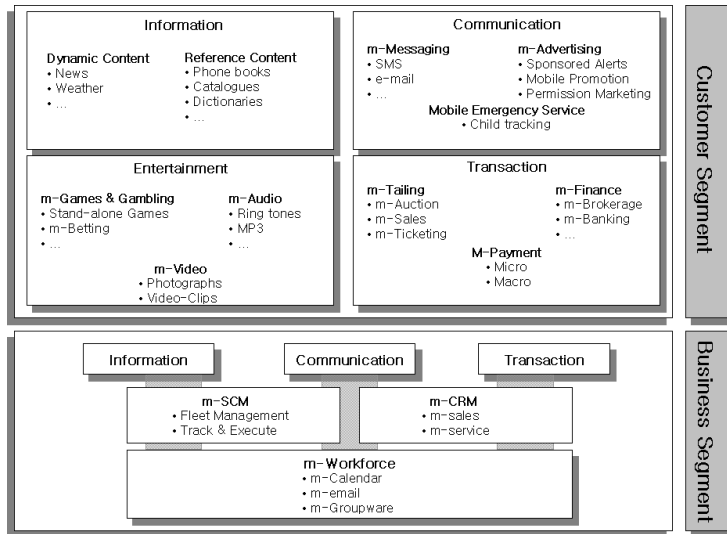 Information
Dynamic Content
• News
• Weather
• ...
Reference Content
• Phone books
• Catalogues
• Dictionaries
• ...
Communication
m-Messaging
• SMS
• e-mail
• ...
m-Advertising
• Sponsored Alerts
• Mobile Promotion
• Permission Marketing
Mobile Emergency Service
• Child tracking
Entertainment
m-Games & Gambling
• Stand-alone Games
• m-Betting
• ...
m-Audio
• Ring tones
• MP3
• ...
m-Video
• Photographs
• Video-Clips
Transaction
m-Tailing
• m-Auction
• m-Sales
• m-Ticketing
m-Finance
• m-Brokerage
• m-Banking
• ...
M-Payment
• Micro
• Macro
Customer Segment
Information
Communication
Transaction
m-SCM
• Fleet Management
• Track & Execute
m-CRM
• m-sales
• m-service
m-Workforce
• m-Calendar
• m-email
• m-Groupware
Business Segment